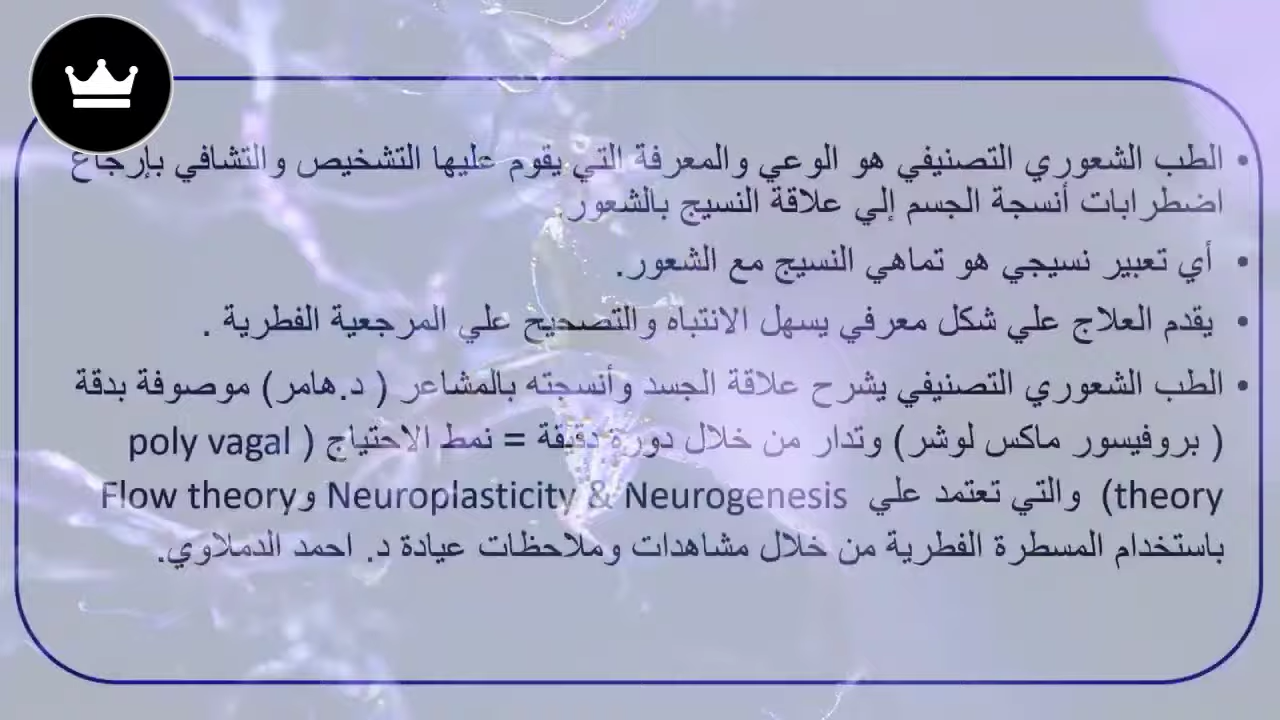 • الطب الشعوري التصنيفي هو الوعي والمعرفة التي يقوم عليها التشخيص والتشافي بإرجاع
اضطرابات أنسجة الجسم إلي علاقة النسيج بالشعور.
• أي تعبير نسيجي هو تماهي النسيج مع الشعور.
• يقدم العلاج علي شكل معرفي يسهل الانتباه والتصحيح علي المرجعية الفطرية .
• الطب الشعوري التصنيفي يشرح علاقة الجسد وأنسجته بالمشاعر ( د.هامر) موصوفة بدقة
( بروفيسور ماكس لوشر) وتدار من خلال دورة دقيقة = نمط الاحتياج ( poly vagal
theory) والتي تعتمد علي Neuroplasticity & Neurogenesis وFlow theory
باستخدام المسطرة الفطرية من خلال مشاهدات وملاحظات عيادة د. احمد الدملاوي.